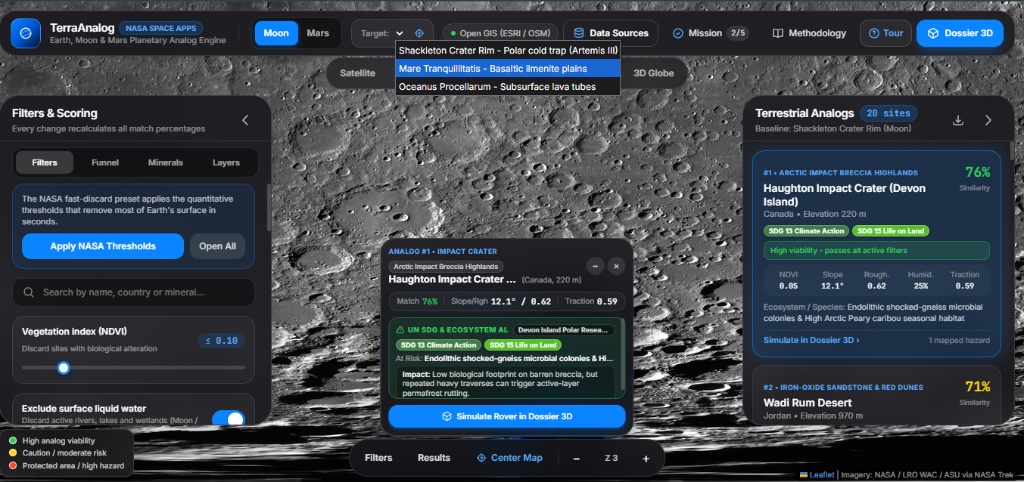 TerraAnalog NASA SPACE APPS
Earth, Moon & Mars Planetary Analog Engine
Moon Mars
Target:
Open GIS (ESRI / OSM)
Data Sources
Mission 2/5
Methodology
Tour
Dossier 3D
Shackleton Crater Rim - Polar cold trap (Artemis III)
Mare Tranquillitatis - Basaltic ilmenite plains
Oceanus Procellarum - Subsurface lava tubes
Satellite
3D Globe
Filters & Scoring
Every change recalculates all match percentages
Filters Funnel Minerals Layers
The NASA fast-discard preset applies the quantitative
thresholds that remove most of Earth's surface in
seconds.
Apply NASA Thresholds Open All
Search by name, country or mineral...
Vegetation index (NDVI)
≤ 0.10
Discard sites with biological alteration
Exclude surface liquid water
Discard active rivers, lakes and wetlands (Moon /
High analog viability
Caution / moderate risk
Protected area / high hazard
ANALOG #1 • IMPACT CRATER
Arctic Impact Breccia Highlands
Haughton Impact Crater ... (Canada, 220 m)
− ×
Match 76% Slope/Rgh 12.1° / 0.62 Traction 0.59
UN SDG & ECOSYSTEM AL Devon Island Polar Resea...
SDG 13 Climate Action SDG 15 Life on Land
At Risk: Endolithic shocked-gneiss microbial colonies & Hi...
Impact: Low biological footprint on barren breccia, but
repeated heavy traverses can trigger active-layer
permafrost rutting.
Simulate Rover in Dossier 3D
Filters Results Center Map − Z 3 +
Terrestrial Analogs 20 sites
Baseline: Shackleton Crater Rim (Moon)
#1 • ARCTIC IMPACT BRECCIA HIGHLANDS
76%
Similarity
Haughton Impact Crater (Devon
Island)
Canada • Elevation 220 m
SDG 13 Climate Action SDG 15 Life on Land
High viability - passes all active filters
NDVI Slope Rough. Humid. Traction
0.05 12.1° 0.62 25% 0.59
Ecosystem / Species: Endolithic shocked-gneiss microbial
colonies & High Arctic Peary caribou seasonal habitat
Simulate in Dossier 3D › 1 mapped hazard
#2 • IRON-OXIDE SANDSTONE & RED DUNES
71%
Similarity
Wadi Rum Desert
Jordan • Elevation 970 m
Leaflet | Imagery: NASA / LRO WAC / ASU via NASA Trek